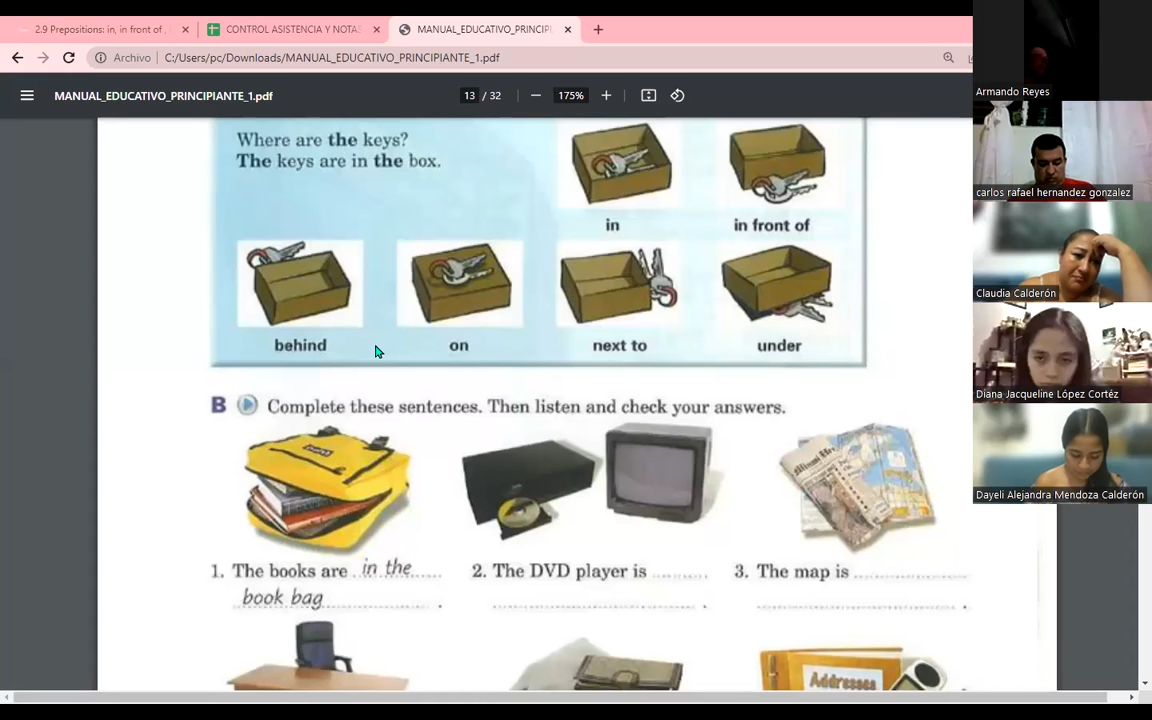 2.9 Prepositions: in, in front of,
CONTROL ASISTENCIA Y NOTAS
MANUAL_EDUCATIVO_PRINCIPI
Archivo
C:/Users/pc/Downloads/MANUAL_EDUCATIVO_PRINCIPIANTE_1.pdf
MANUAL_EDUCATIVO_PRINCIPIANTE_1.pdf
13 / 32
175%
Where are the keys?
The keys are in the box.
in
in front of
behind
on
next to
under
B Complete these sentences. Then listen and check your answers.
1. The books are in the
book bag.
2. The DVD player is
.
3. The map is
.
Addresses
Armando Reyes
carlos rafael hernandez gonzalez
Claudia Calderón
Diana Jacqueline López Cortéz
Dayeli Alejandra Mendoza Calderón